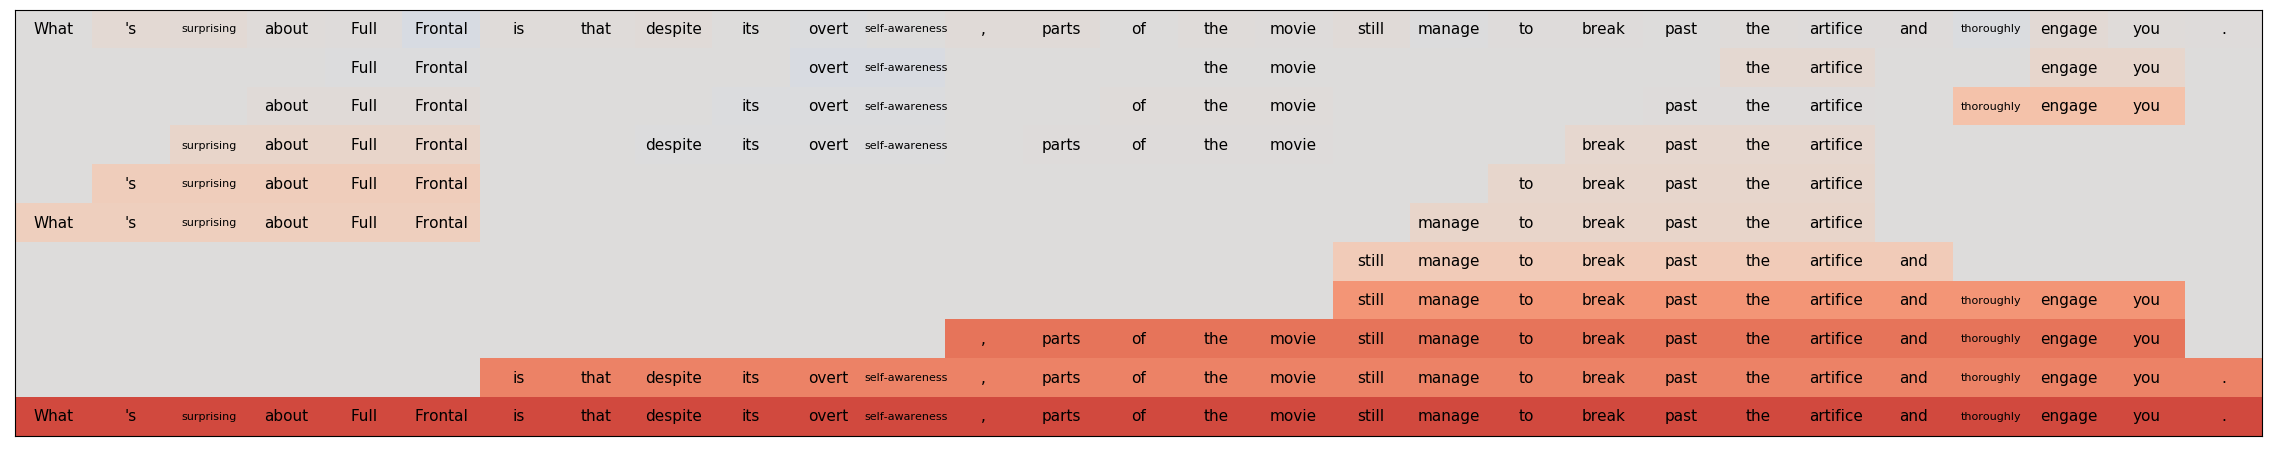 What 's surprising about Full Frontal is that despite its overt self-awareness , parts of the movie still manage to break past the artifice and thoroughly engage you .
Full Frontal overt self-awareness the movie the artifice engage you
about Full Frontal its overt self-awareness of the movie past the artifice thoroughly engage you
surprising about Full Frontal despite its overt self-awareness parts of the movie break past the artifice
's surprising about Full Frontal to break past the artifice
What 's surprising about Full Frontal manage to break past the artifice
still manage to break past the artifice and
still manage to break past the artifice and thoroughly engage you
, parts of the movie still manage to break past the artifice and thoroughly engage you
is that despite its overt self-awareness , parts of the movie still manage to break past the artifice and thoroughly engage you .
What 's surprising about Full Frontal is that despite its overt self-awareness , parts of the movie still manage to break past the artifice and thoroughly engage you .